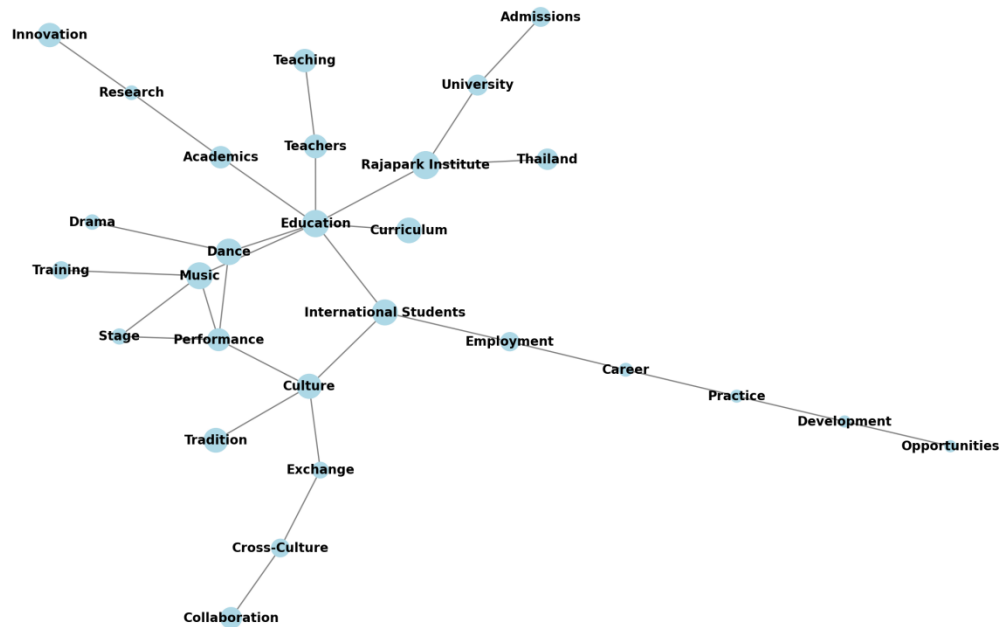 Admissions
Innovation
Teaching
University
Research
Teachers
Academics
Thailand
Rajapark Institute
Drama
Education
Curriculum
Dance
Training
Music
International Students
Stage
Performance
Employment
Career
Culture
Practice
Development
Tradition
Opportunities
Exchange
Cross-Culture
Collaboration